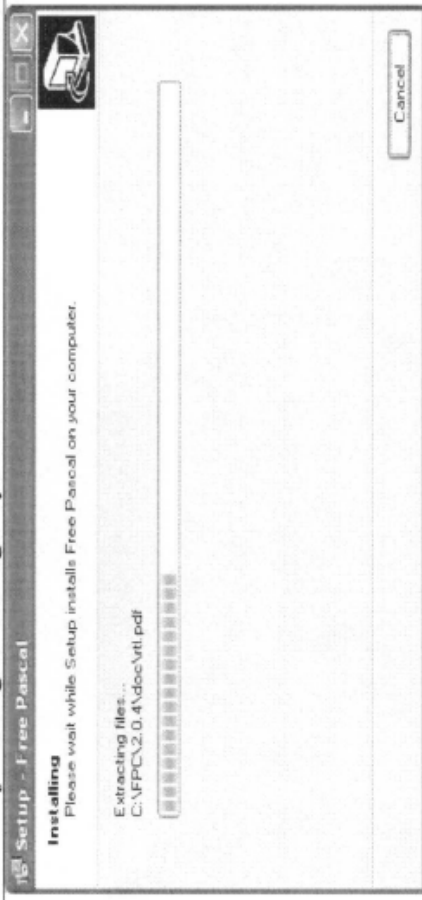 Setup - Free Pascal
Installing
Please wait while Setup installs Free Pascal on your computer.
Extracting files...
C:\FPC\2.0.4\doc\rtl.pdf
Cancel